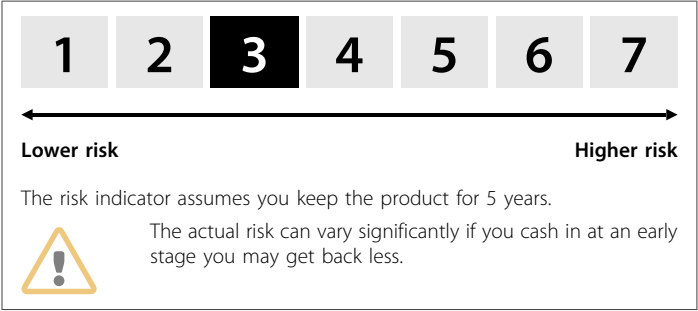 1 2 3 4 5 6 7
Lower risk Higher risk
The risk indicator assumes you keep the product for 5 years.
The actual risk can vary significantly if you cash in at an early
stage you may get back less.